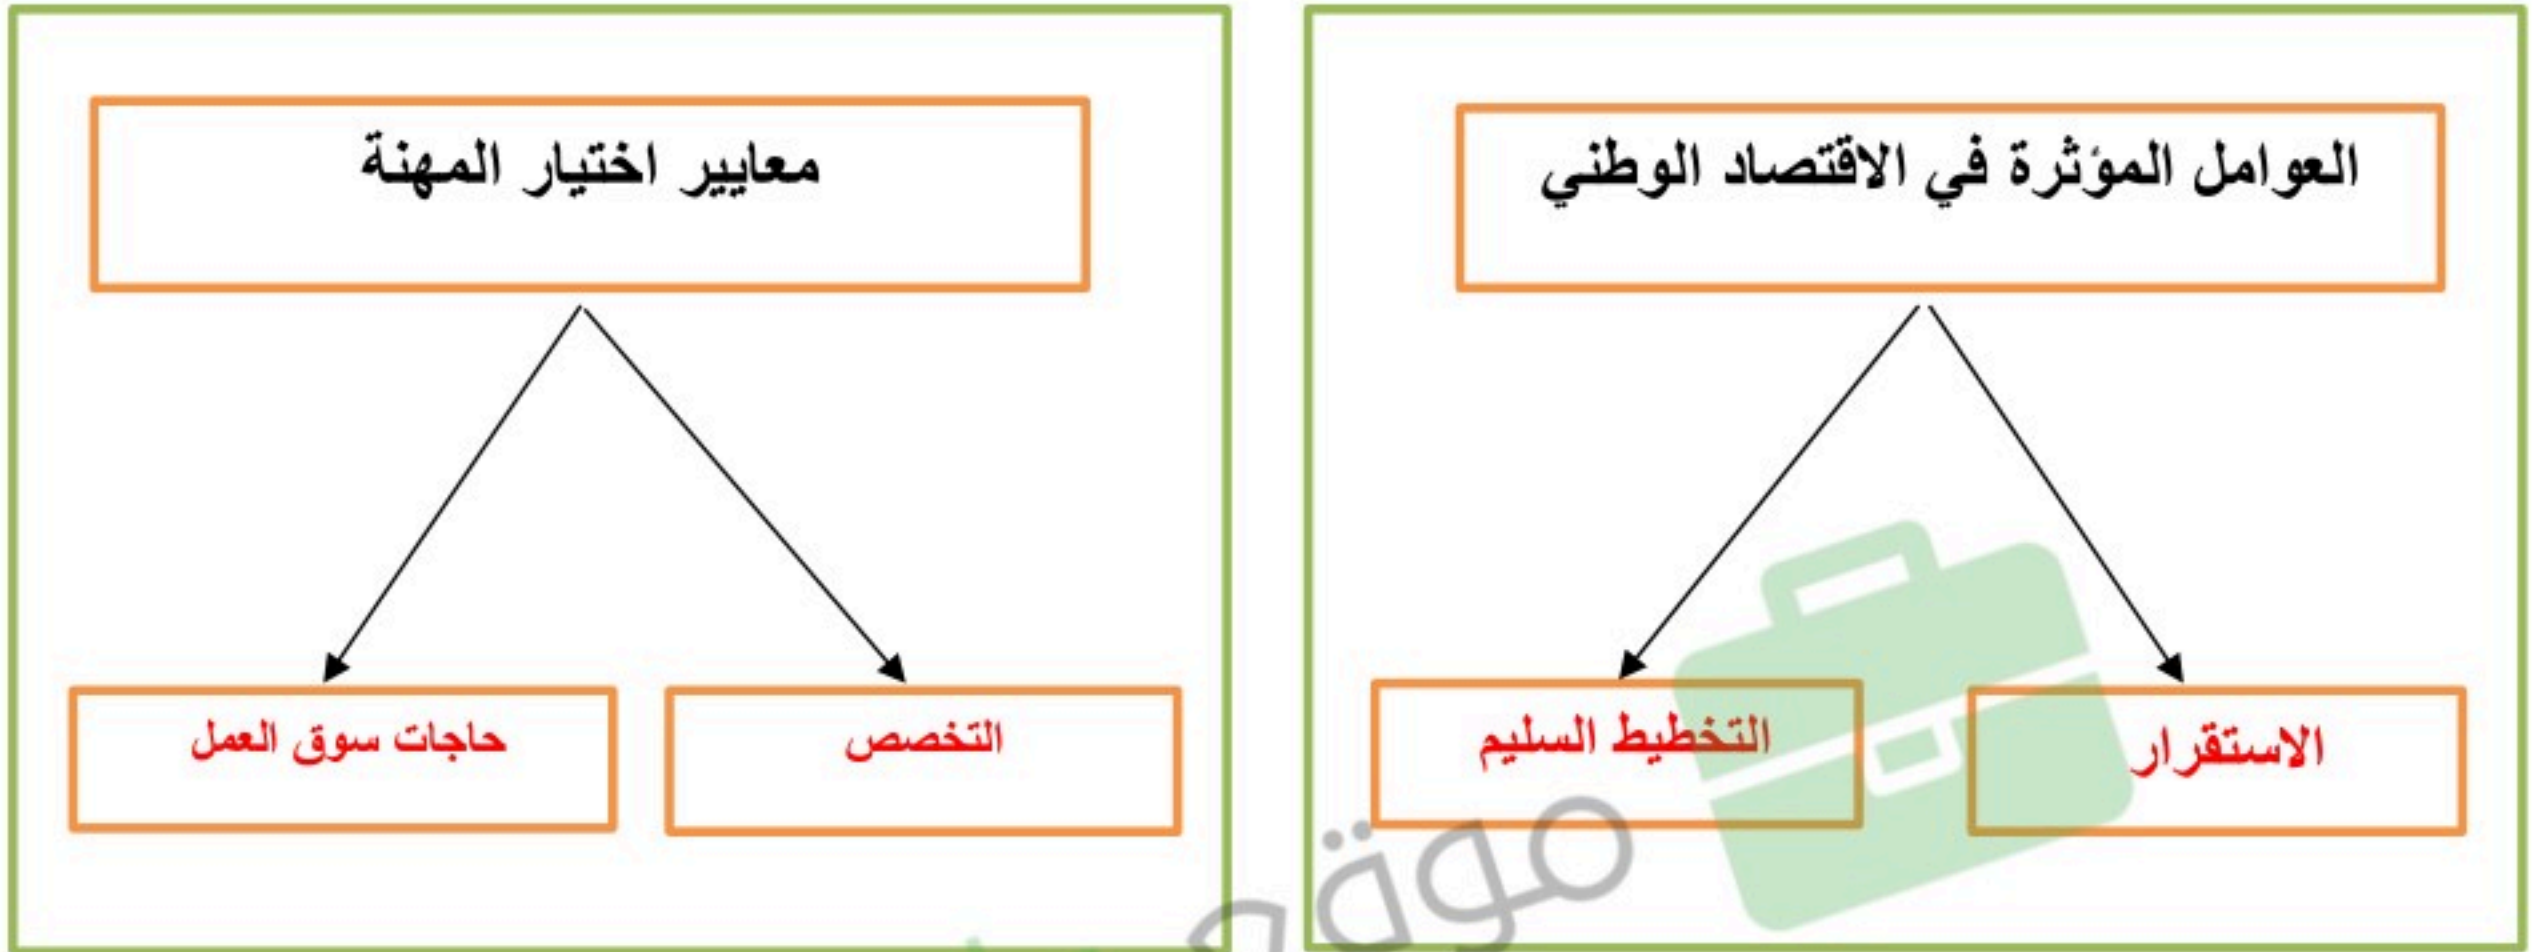 العوامل المؤثرة في الاقتصاد الوطني
الاستقرار
التخطيط السليم
معايير اختيار المهنة
التخصص
حاجات سوق العمل